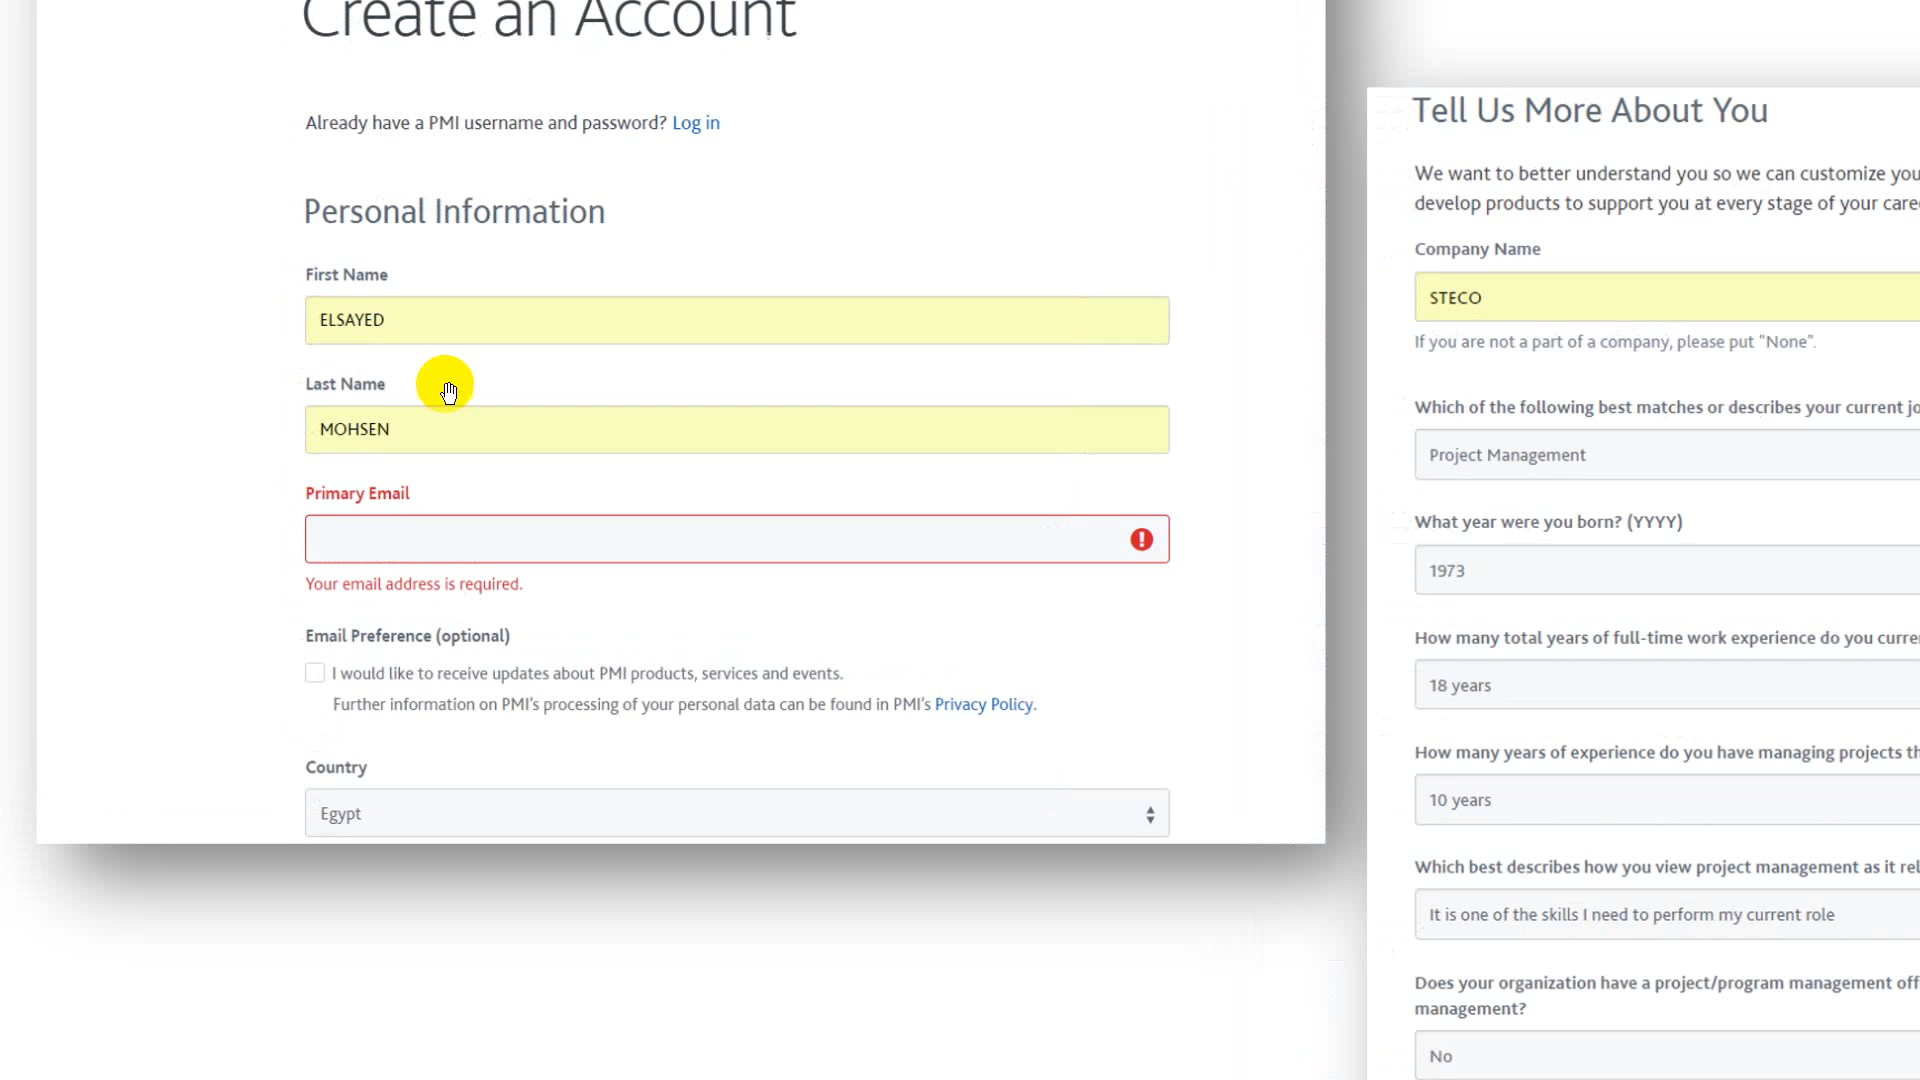 Create an Account
Already have a PMI username and password? Log in
Personal Information
First Name
ELSAYED
Last Name
MOHSEN
Primary Email
Your email address is required.
Email Preference (optional)
I would like to receive updates about PMI products, services and events.
Further information on PMI's processing of your personal data can be found in PMI's Privacy Policy.
Country
Egypt
Tell Us More About You
We want to better understand you so we can customize
develop products to support you at every stage of your
Company Name
STECO
If you are not a part of a company, please put "None".
Which of the following best matches or describes your current
Project Management
What year were you born? (YYYY)
1973
How many total years of full-time work experience do you
18 years
How many years of experience do you have managing projects
10 years
Which best describes how you view project management as it
It is one of the skills I need to perform my current role
Does your organization have a project/program management
management?
No